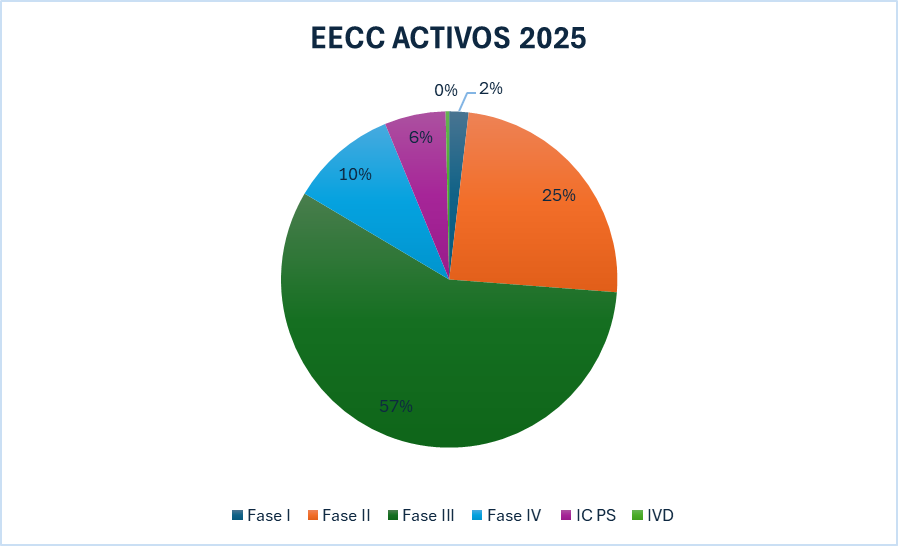 EECC ACTIVOS 2025
0% 2%
6%
10%
25%
57%
Fase I Fase II Fase III Fase IV IC PS IVD